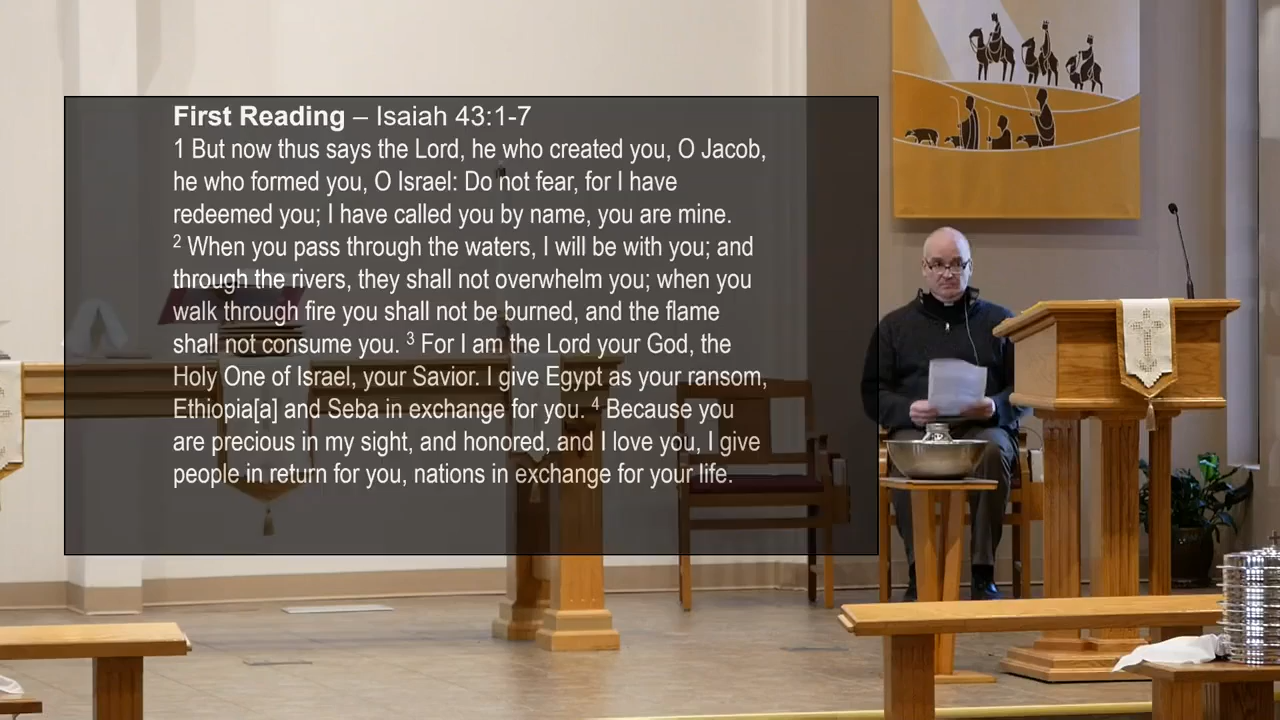 First Reading – Isaiah 43:1-7
1 But now thus says the Lord, he who created you, O Jacob,
he who formed you, O Israel: Do not fear, for I have
redeemed you; I have called you by name, you are mine.
2 When you pass through the waters, I will be with you; and
through the rivers, they shall not overwhelm you; when you
walk through fire you shall not be burned, and the flame
shall not consume you. 3 For I am the Lord your God, the
Holy One of Israel, your Savior. I give Egypt as your ransom,
Ethiopia[a] and Seba in exchange for you. 4 Because you
are precious in my sight, and honored, and I love you, I give
people in return for you, nations in exchange for your life.